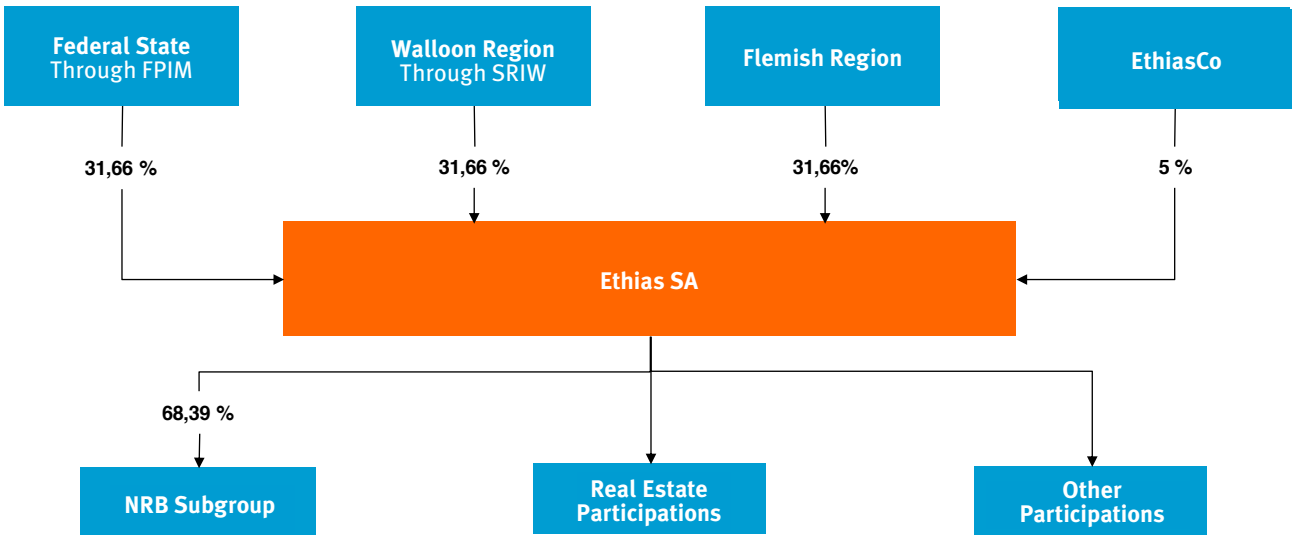 Federal State
Through FPIM
Walloon Region
Through SRIW
Flemish Region
EthiasCo
31,66 %
31,66 %
31,66%
5 %
Ethias SA
68,39 %
NRB Subgroup
Real Estate
Participations
Other
Participations